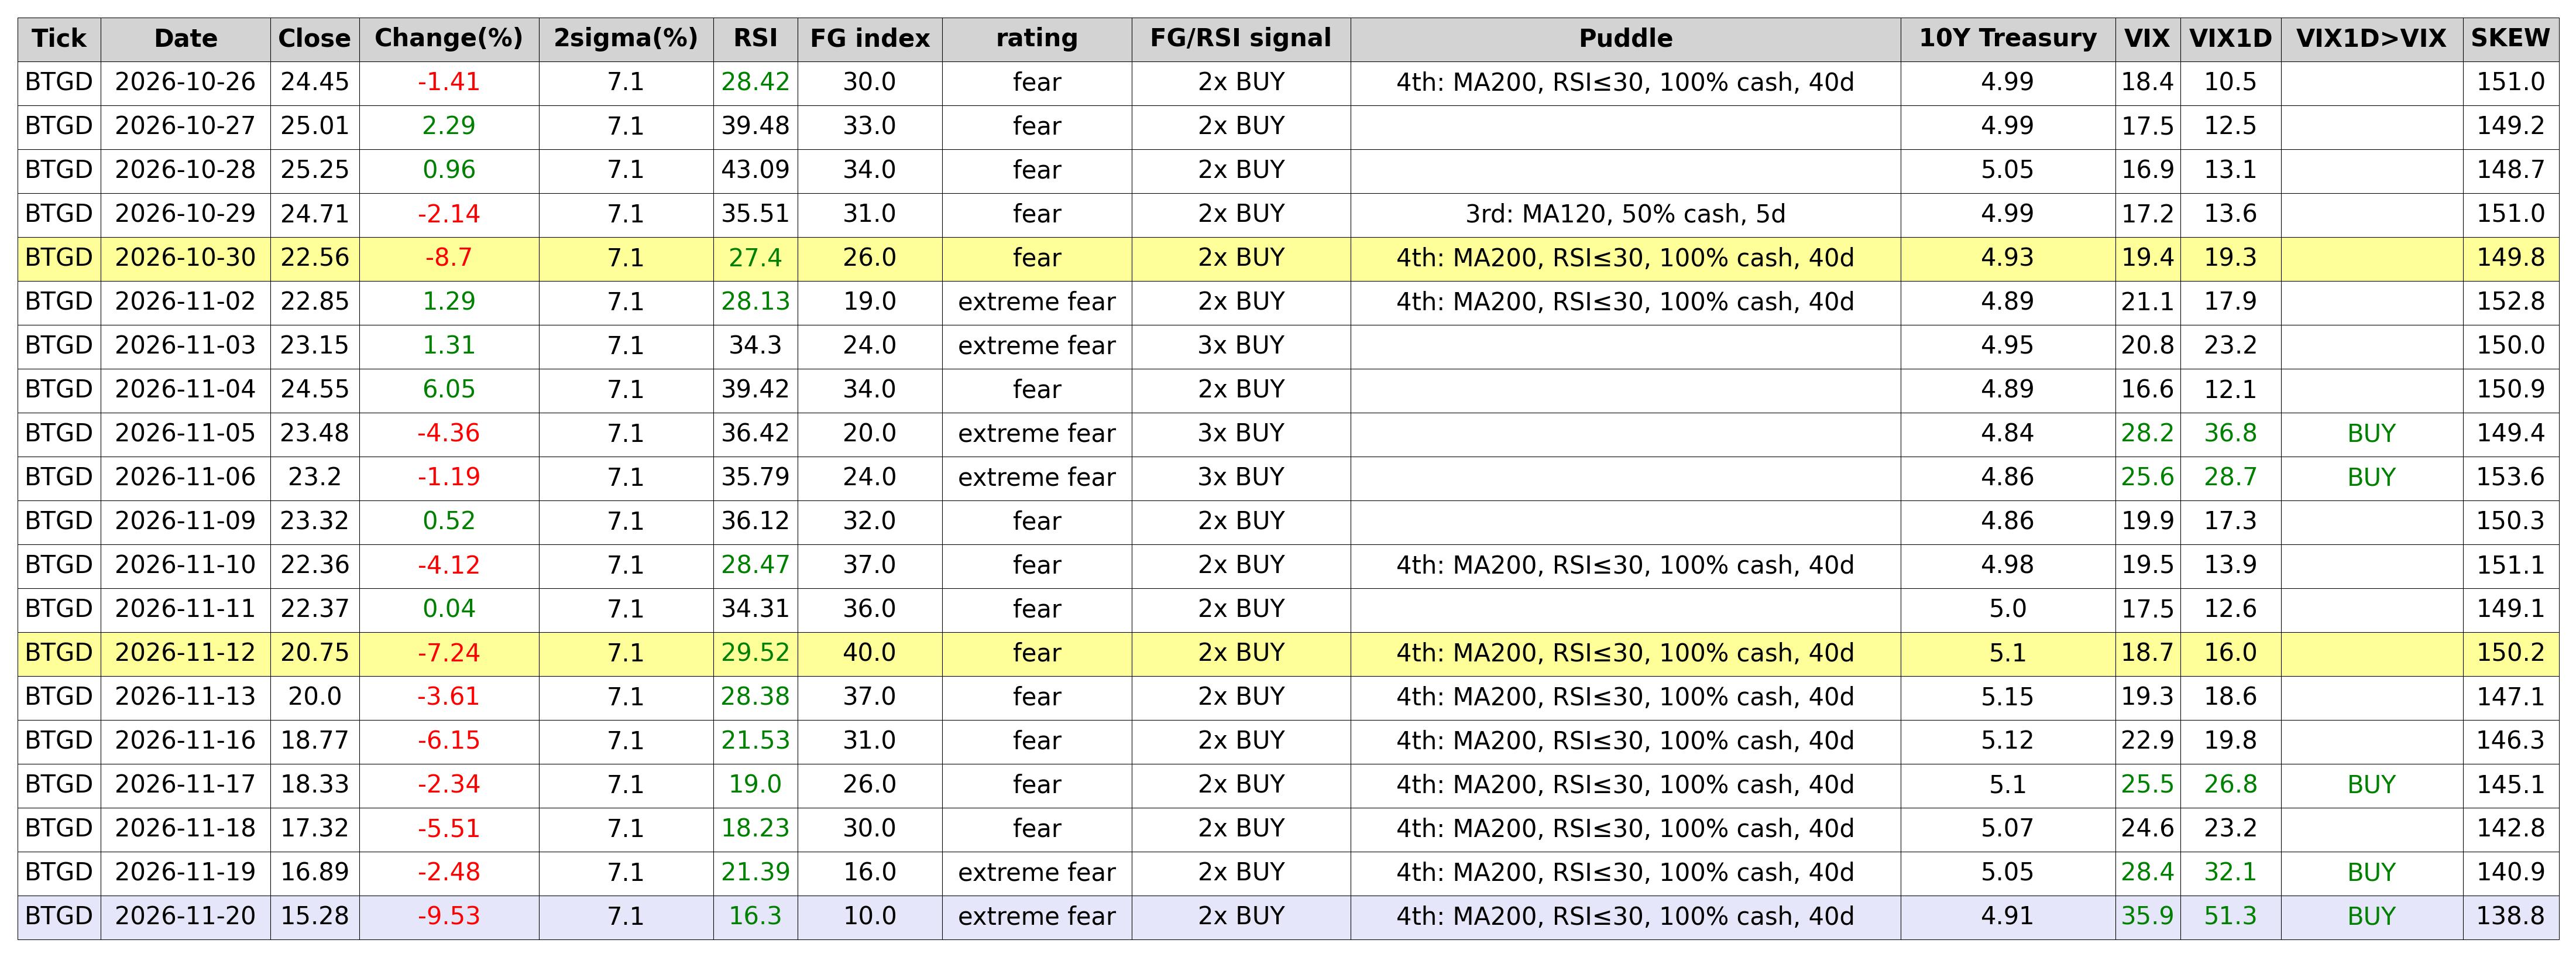 Tick Date Close Change(%) 2sigma(%) RSI FG index rating FG/RSI signal Puddle 10Y Treasury VIX VIX1D VIX1D>VIX SKEW
BTGD 2026-10-26 24.45 -1.41 7.1 28.42 30.0 fear 2x BUY 4th: MA200, RSI≤30, 100% cash, 40d 4.99 18.4 10.5 151.0
BTGD 2026-10-27 25.01 2.29 7.1 39.48 33.0 fear 2x BUY 4.99 17.5 12.5 149.2
BTGD 2026-10-28 25.25 0.96 7.1 43.09 34.0 fear 2x BUY 5.05 16.9 13.1 148.7
BTGD 2026-10-29 24.71 -2.14 7.1 35.51 31.0 fear 2x BUY 3rd: MA120, 50% cash, 5d 4.99 17.2 13.6 151.0
BTGD 2026-10-30 22.56 -8.7 7.1 27.4 26.0 fear 2x BUY 4th: MA200, RSI≤30, 100% cash, 40d 4.93 19.4 19.3 149.8
BTGD 2026-11-02 22.85 1.29 7.1 28.13 19.0 extreme fear 2x BUY 4th: MA200, RSI≤30, 100% cash, 40d 4.89 21.1 17.9 152.8
BTGD 2026-11-03 23.15 1.31 7.1 34.3 24.0 extreme fear 3x BUY 4.95 20.8 23.2 150.0
BTGD 2026-11-04 24.55 6.05 7.1 39.42 34.0 fear 2x BUY 4.89 16.6 12.1 150.9
BTGD 2026-11-05 23.48 -4.36 7.1 36.42 20.0 extreme fear 3x BUY 4.84 28.2 36.8 BUY 149.4
BTGD 2026-11-06 23.2 -1.19 7.1 35.79 24.0 extreme fear 3x BUY 4.86 25.6 28.7 BUY 153.6
BTGD 2026-11-09 23.32 0.52 7.1 36.12 32.0 fear 2x BUY 4.86 19.9 17.3 150.3
BTGD 2026-11-10 22.36 -4.12 7.1 28.47 37.0 fear 2x BUY 4th: MA200, RSI≤30, 100% cash, 40d 4.98 19.5 13.9 151.1
BTGD 2026-11-11 22.37 0.04 7.1 34.31 36.0 fear 2x BUY 5.0 17.5 12.6 149.1
BTGD 2026-11-12 20.75 -7.24 7.1 29.52 40.0 fear 2x BUY 4th: MA200, RSI≤30, 100% cash, 40d 5.1 18.7 16.0 150.2
BTGD 2026-11-13 20.0 -3.61 7.1 28.38 37.0 fear 2x BUY 4th: MA200, RSI≤30, 100% cash, 40d 5.15 19.3 18.6 147.1
BTGD 2026-11-16 18.77 -6.15 7.1 21.53 31.0 fear 2x BUY 4th: MA200, RSI≤30, 100% cash, 40d 5.12 22.9 19.8 146.3
BTGD 2026-11-17 18.33 -2.34 7.1 19.0 26.0 fear 2x BUY 4th: MA200, RSI≤30, 100% cash, 40d 5.1 25.5 26.8 BUY 145.1
BTGD 2026-11-18 17.32 -5.51 7.1 18.23 30.0 fear 2x BUY 4th: MA200, RSI≤30, 100% cash, 40d 5.07 24.6 23.2 142.8
BTGD 2026-11-19 16.89 -2.48 7.1 21.39 16.0 extreme fear 2x BUY 4th: MA200, RSI≤30, 100% cash, 40d 5.05 28.4 32.1 BUY 140.9
BTGD 2026-11-20 15.28 -9.53 7.1 16.3 10.0 extreme fear 2x BUY 4th: MA200, RSI≤30, 100% cash, 40d 4.91 35.9 51.3 BUY 138.8